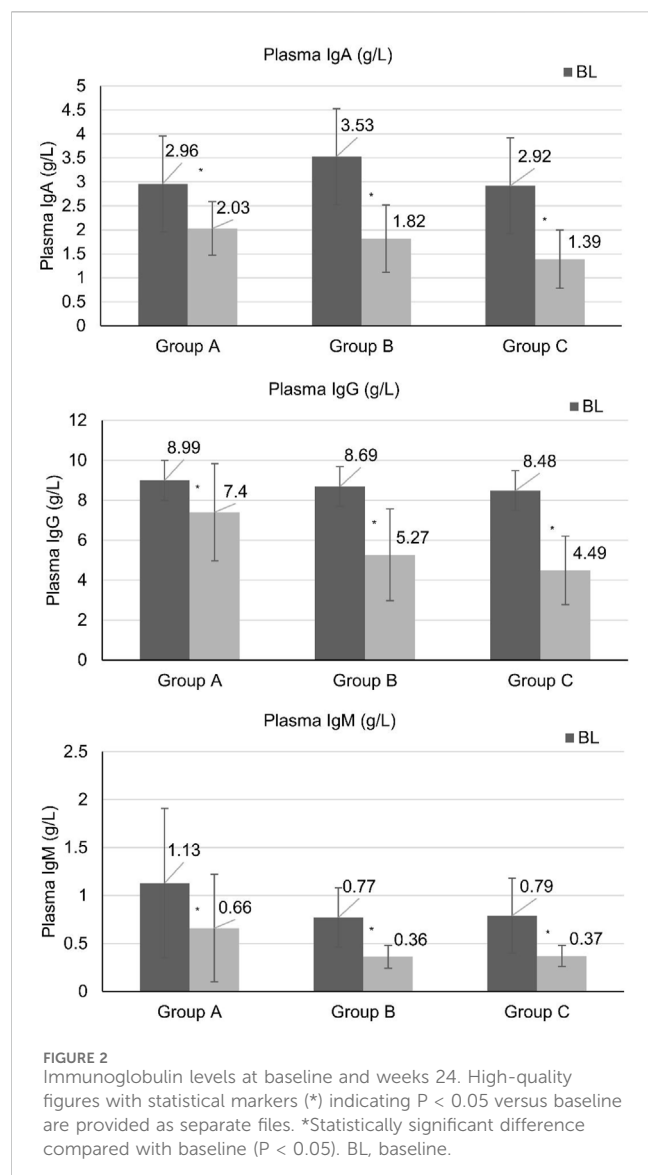 Plasma IgA (g/L)
BL
Plasma IgA (g/L)
5
4.5
4
3.5
3
2.5
2
1.5
1
0.5
0
2.96
*
2.03
3.53
*
1.82
2.92
*
1.39
Group A
Group B
Group C
Plasma IgG (g/L)
BL
Plasma IgG (g/L)
12
10
8
6
4
2
0
8.99
*
7.4
8.69
*
5.27
8.48
*
4.49
Group A
Group B
Group C
Plasma IgM (g/L)
BL
Plasma IgM (g/L)
2.5
2
1.5
1
0.5
0
1.13
*
0.66
0.77
*
0.36
0.79
*
0.37
Group A
Group B
Group C
FIGURE 2
Immunoglobulin levels at baseline and weeks 24. High-quality
figures with statistical markers (*) indicating P < 0.05 versus baseline
are provided as separate files. *Statistically significant difference
compared with baseline (P < 0.05). BL, baseline.